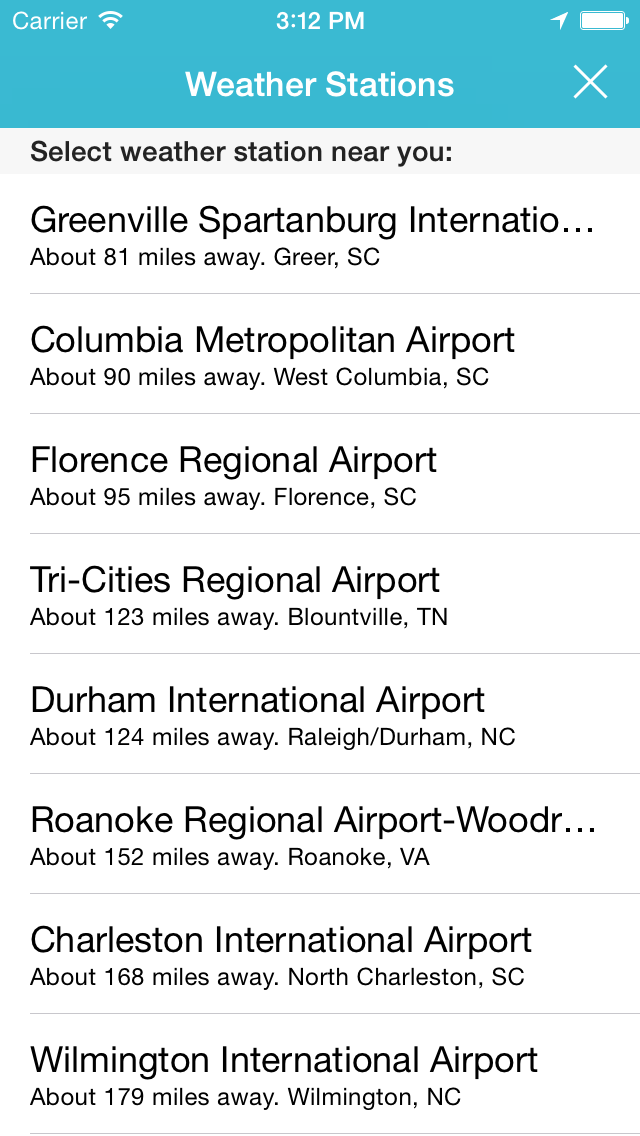 Carrier 3:12 PM
Weather Stations
Select weather station near you:
Greenville Spartanburg Internatio...
About 81 miles away. Greer, SC
Columbia Metropolitan Airport
About 90 miles away. West Columbia, SC
Florence Regional Airport
About 95 miles away. Florence, SC
Tri-Cities Regional Airport
About 123 miles away. Blountville, TN
Durham International Airport
About 124 miles away. Raleigh/Durham, NC
Roanoke Regional Airport-Woodr...
About 152 miles away. Roanoke, VA
Charleston International Airport
About 168 miles away. North Charleston, SC
Wilmington International Airport
About 179 miles away. Wilmington, NC